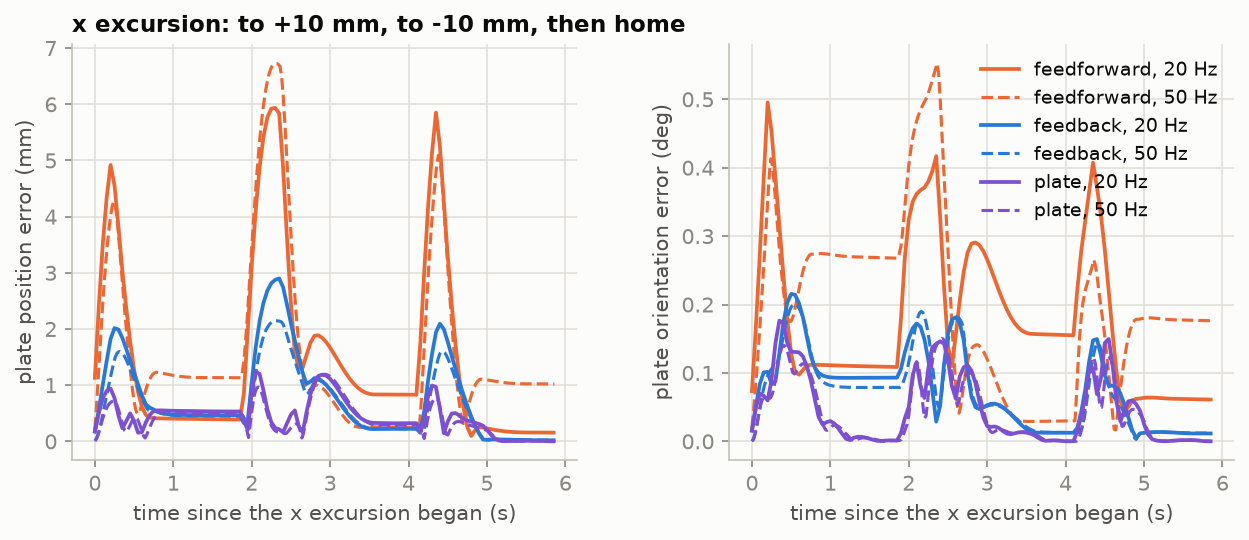 x excursion: to +10 mm, to -10 mm, then home
plate position error (mm)
7
6
5
4
3
2
1
0
0 1 2 3 4 5 6
time since the x excursion began (s)
plate orientation error (deg)
0.5
0.4
0.3
0.2
0.1
0.0
0 1 2 3 4 5 6
time since the x excursion began (s)
feedforward, 20 Hz
feedforward, 50 Hz
feedback, 20 Hz
feedback, 50 Hz
plate, 20 Hz
plate, 50 Hz